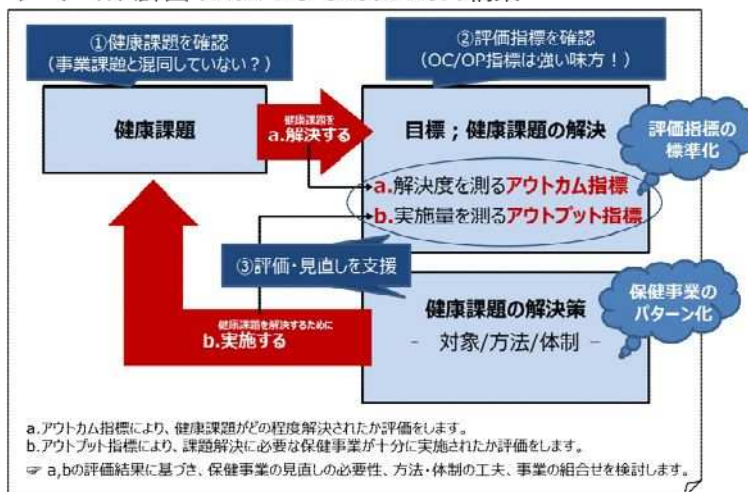 ①健康課題を確認
(事業課題と混同していない?)
②評価指標を確認
(OC/OP指標は強い味方!)
健康課題
健康課題を
a.解決する
目標;健康課題の解決
評価指標の
標準化
a.解決度を測るアウトカム指標
b.実施量を測るアウトプット指標
③評価・見直しを支援
健康課題を解決するために
b.実施する
健康課題の解決策
- 対象/方法/体制 -
保健事業の
パターン化
a.アウトカム指標により、健康課題がどの程度解決されたか評価をします。
b.アウトプット指標により、課題解決に必要な保健事業が十分に実施されたか評価をします。
☞ a,bの評価結果に基づき、保健事業の見直しの必要性、方法・体制の工夫、事業の組合せを検討します。